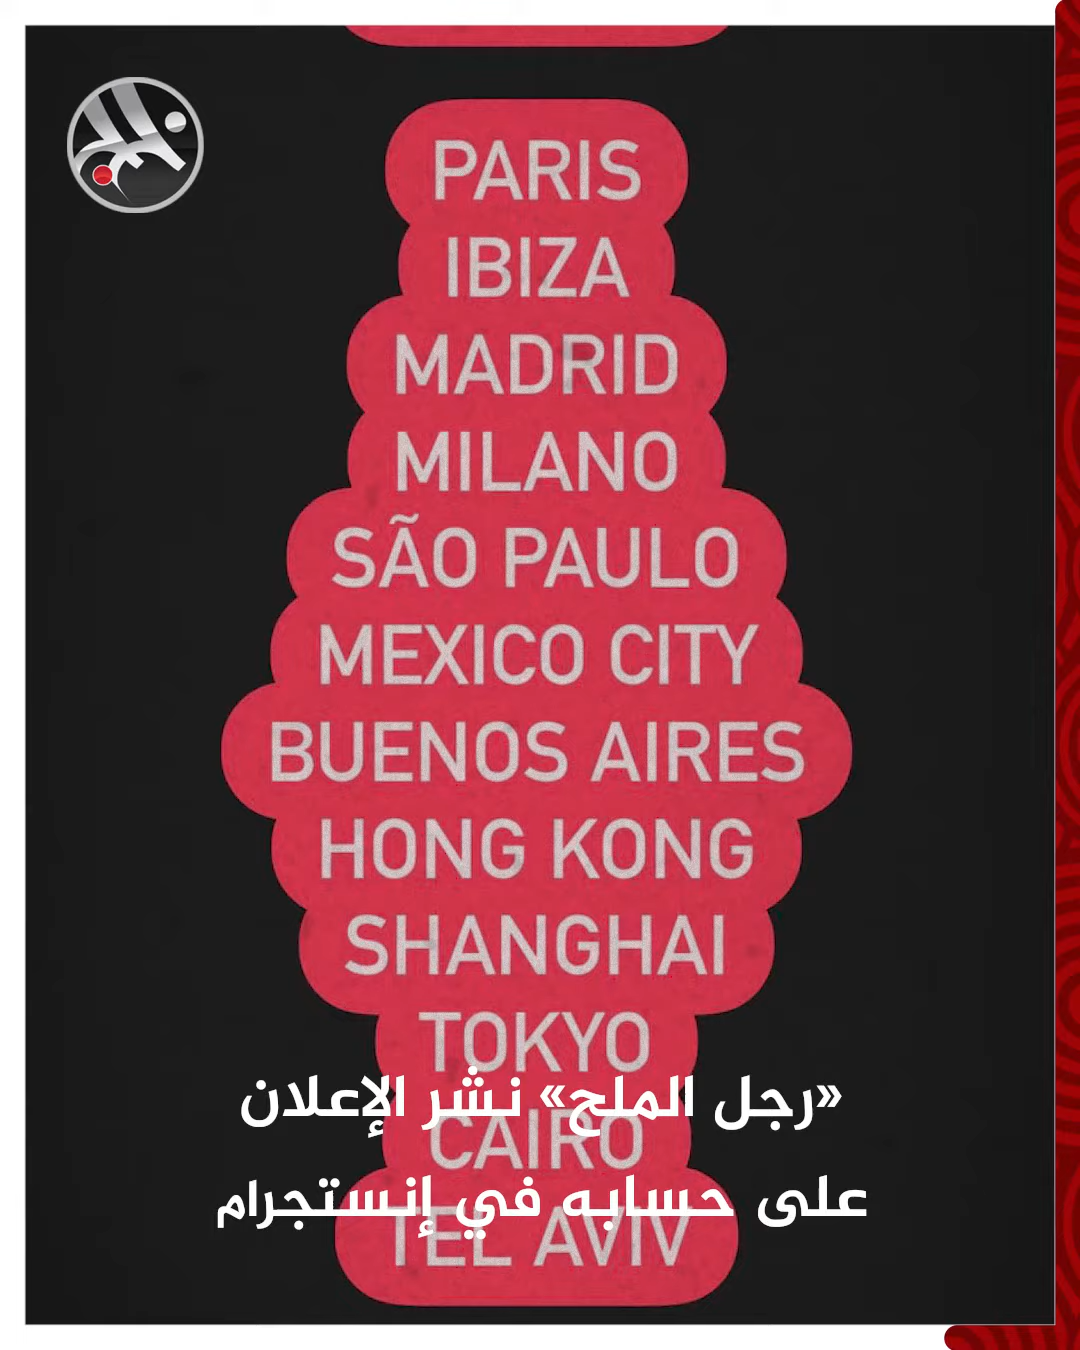 PARIS
IBIZA
MADRID
MILANO
SÃO PAULO
MEXICO CITY
BUENOS AIRES
HONG KONG
SHANGHAI
TOKYO
«رجل الملح» نشر الإعلان
CAIRO
على حسابه في إنستجرام
TEL AVIV